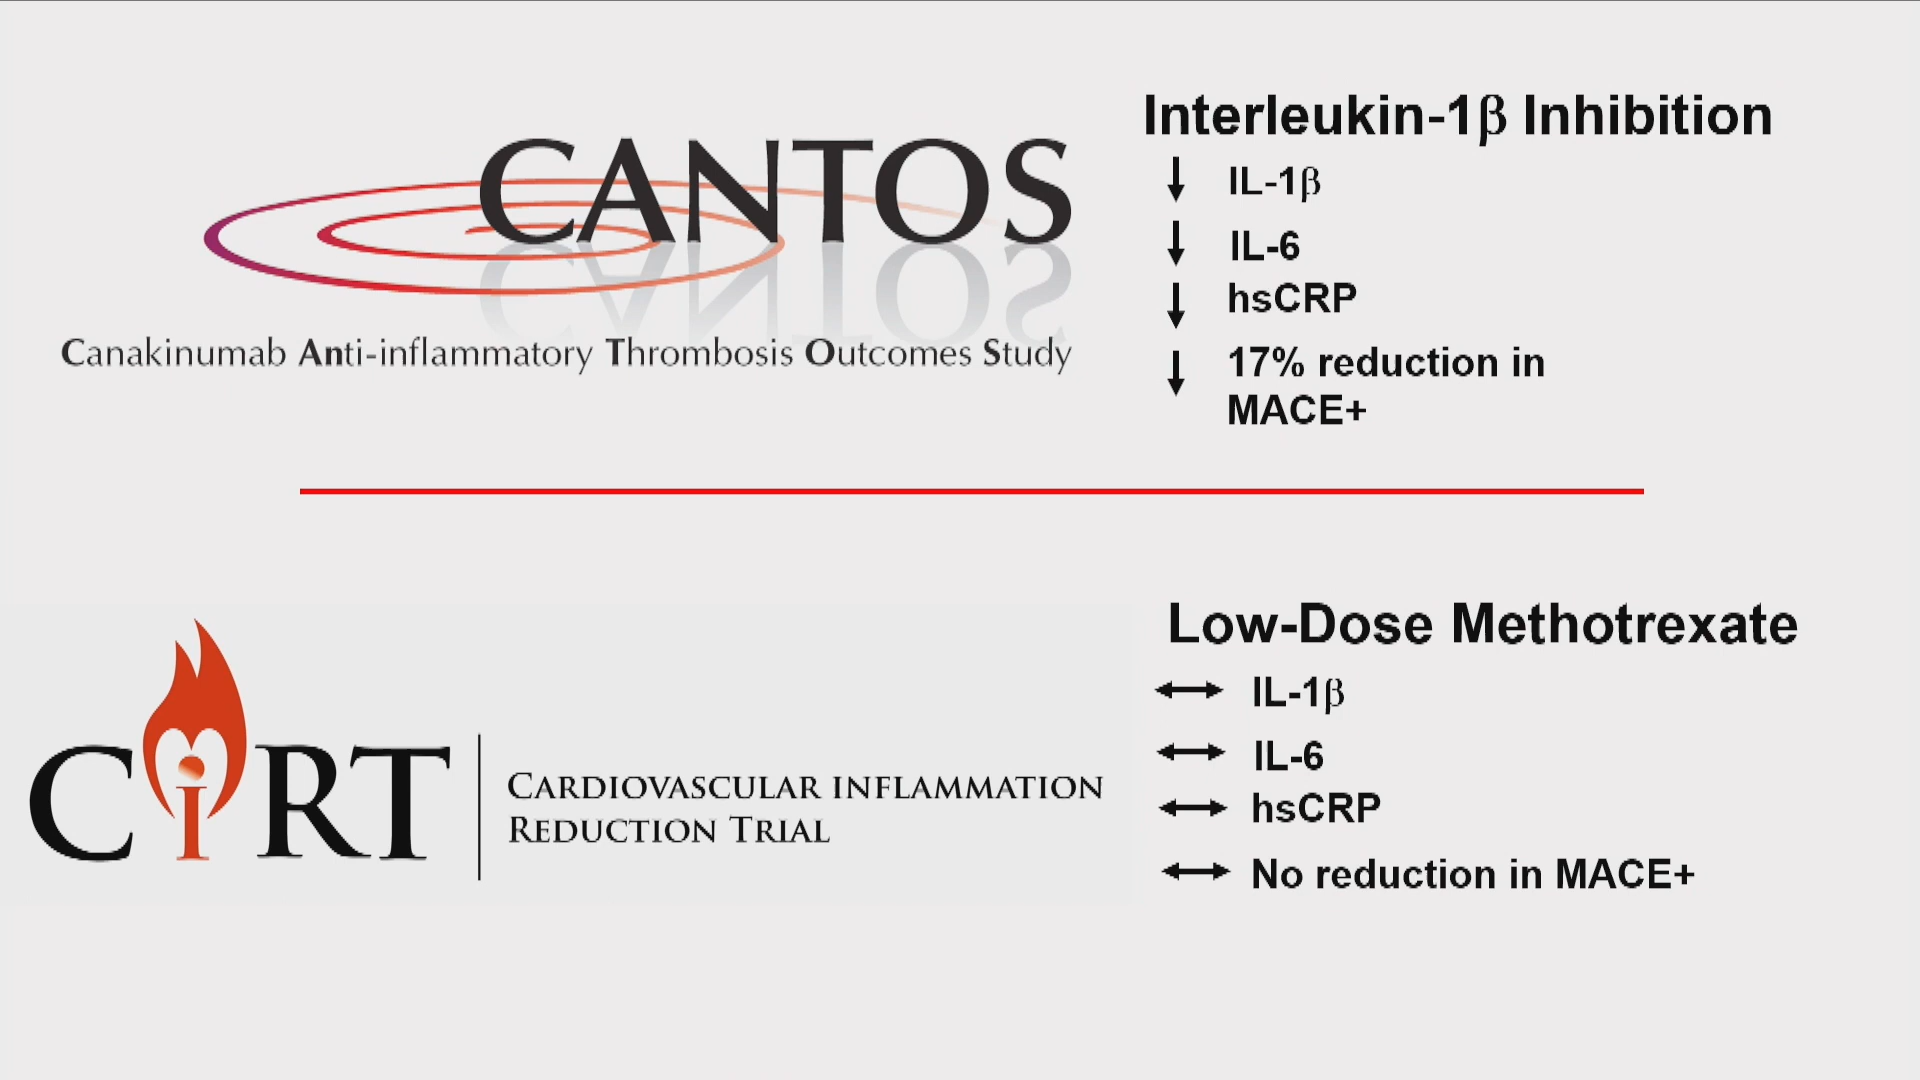 CANTOS
Canakinumab Anti-inflammatory Thrombosis Outcomes Study
Interleukin-1β Inhibition
↓ IL-1β
↓ IL-6
↓ hsCRP
↓ 17% reduction in
MACE+
CiRT
CARDIOVASCULAR INFLAMMATION
REDUCTION TRIAL
Low-Dose Methotrexate
↔ IL-1β
↔ IL-6
↔ hsCRP
↔ No reduction in MACE+